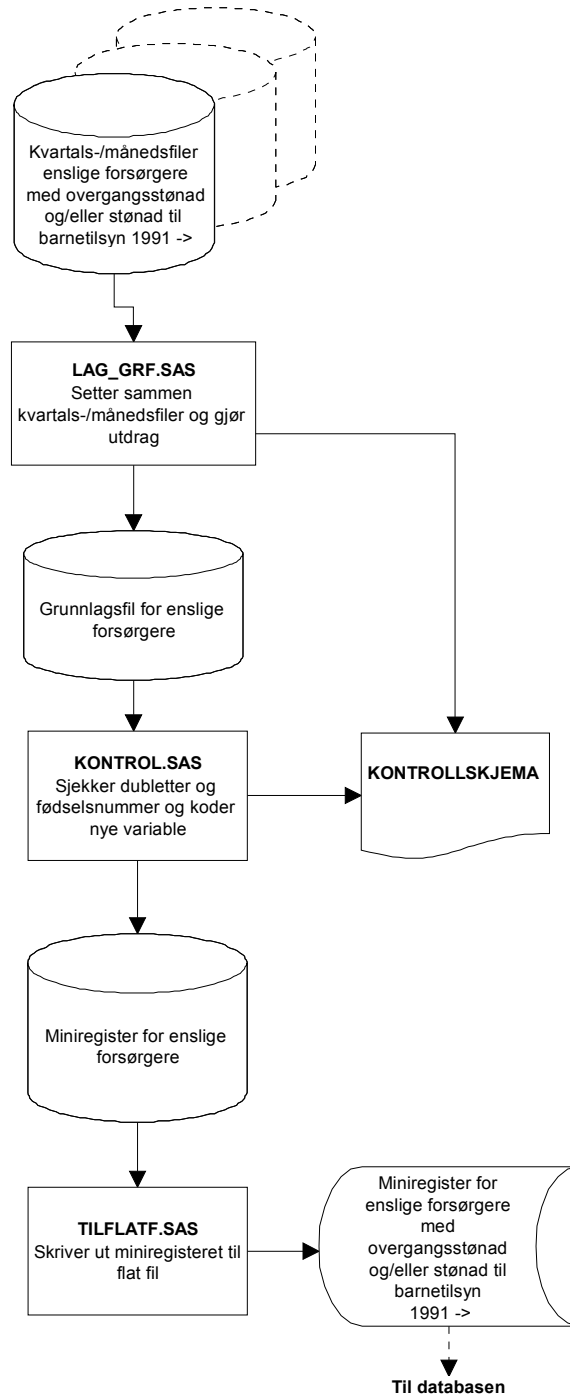 Kvartals-/månedsfiler
enslige forsørgere
med overgangsstønad
og/eller stønad til
barnetilsyn 1991 ->
LAG_GRF.SAS
Setter sammen
kvartals-/månedsfiler og gjør
utdrag
Grunnlagsfil for enslige
forsørgere
KONTROL.SAS
Sjekker dubletter og
fødselsnummer og koder
nye variable
KONTROLLSKJEMA
Miniregister for enslige
forsørgere
TILFLATF.SAS
Skriver ut miniregisteret til
flat fil
Miniregister for
enslige forsørgere
med
overgangsstønad
og/eller stønad til
barnetilsyn
1991 ->
Til databasen